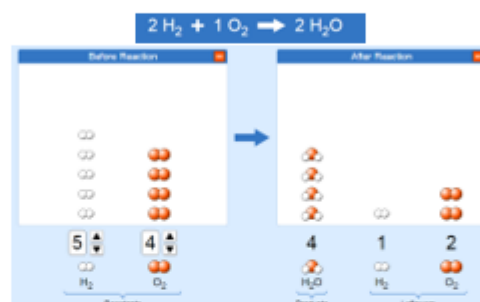 2 H₂ + 1 O₂ → 2 H₂O
Before Reaction
After Reaction
5 4
4 1 2
H₂ O₂
H₂O H₂ O₂